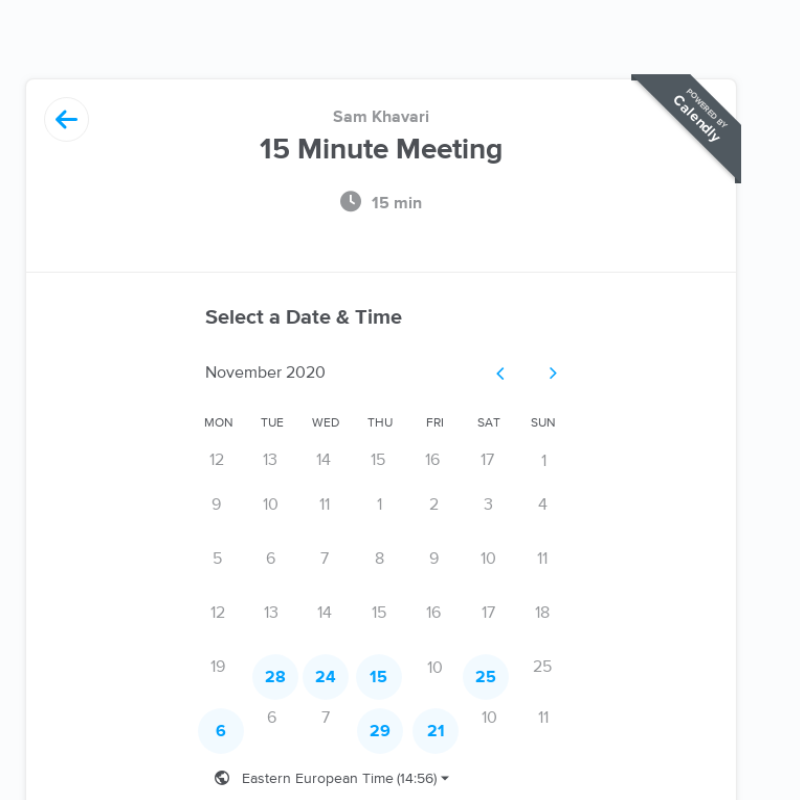 POWERED BY
Calendly
Sam Khavari
15 Minute Meeting
15 min
Select a Date & Time
November 2020
MON TUE WED THU FRI SAT SUN
12 13 14 15 16 17 1
9 10 11 1 2 3 4
5 6 7 8 9 10 11
12 13 14 15 16 17 18
19 28 24 15 10 25 25
6 6 7 29 21 10 11
Eastern European Time (14:56)